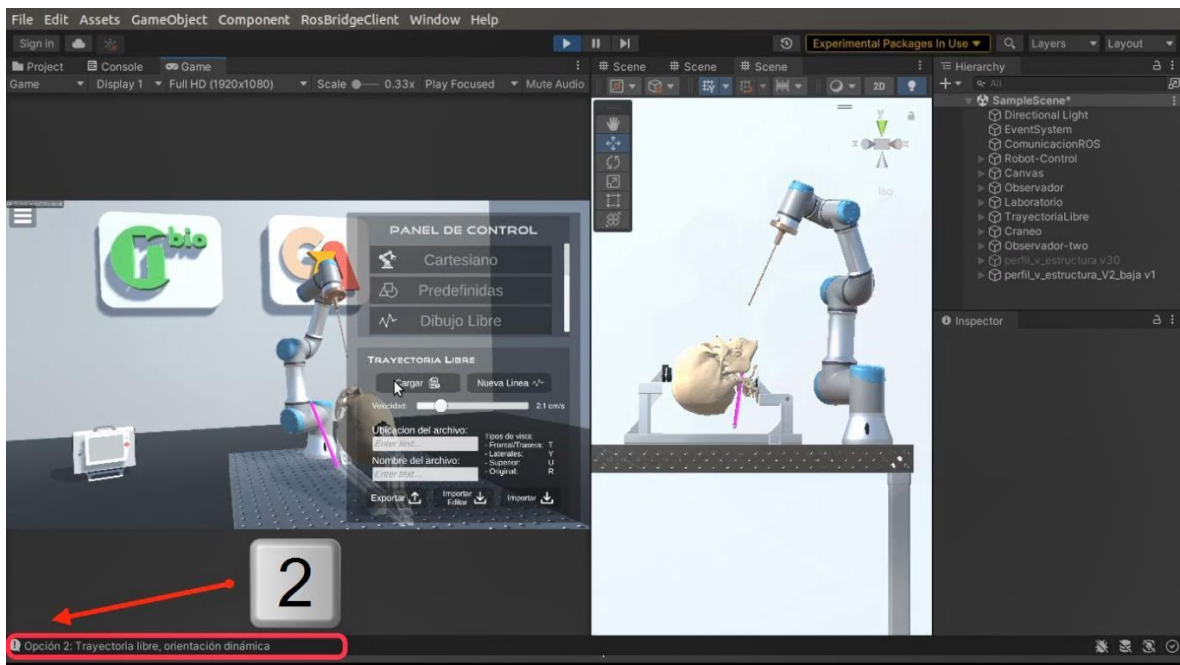 File Edit Assets GameObject Component RosBridgeClient Window Help
Sign in
Experimental Packages In Use
Layers
Layout
Project
Console
Game
Scene
Scene
Scene
Hierarchy
Game
Display 1
Full HD (1920x1080)
Scale
0.33x
Play Focused
Mute Audio
2D
All
SampleScene*
Directional Light
EventSystem
ComunicacionROS
Robot-Control
Canvas
Observador
Laboratorio
TrayectoriaLibre
Craneo
Observador-two
perfil_v_estructura v30
perfil_v_estructura_V2_baja v1
Inspector
y
x
Iso
bio
PANEL DE CONTROL
Cartesiano
Predefinidas
Dibujo Libre
TRAYECTORIA LIBRE
Cargar
Nueva Linea
Velocidad:
2.1 cm/s
Ubicacion del archivo:
Enter text...
Nombre del archivo:
Enter text...
Tipos de vista:
- Frontal/Trasera: T
- Laterales: Y
- Superior: U
- Original: R
Exportar
Importar Editar
Importar
2
Opción 2: Trayectoria libre, orientación dinámica